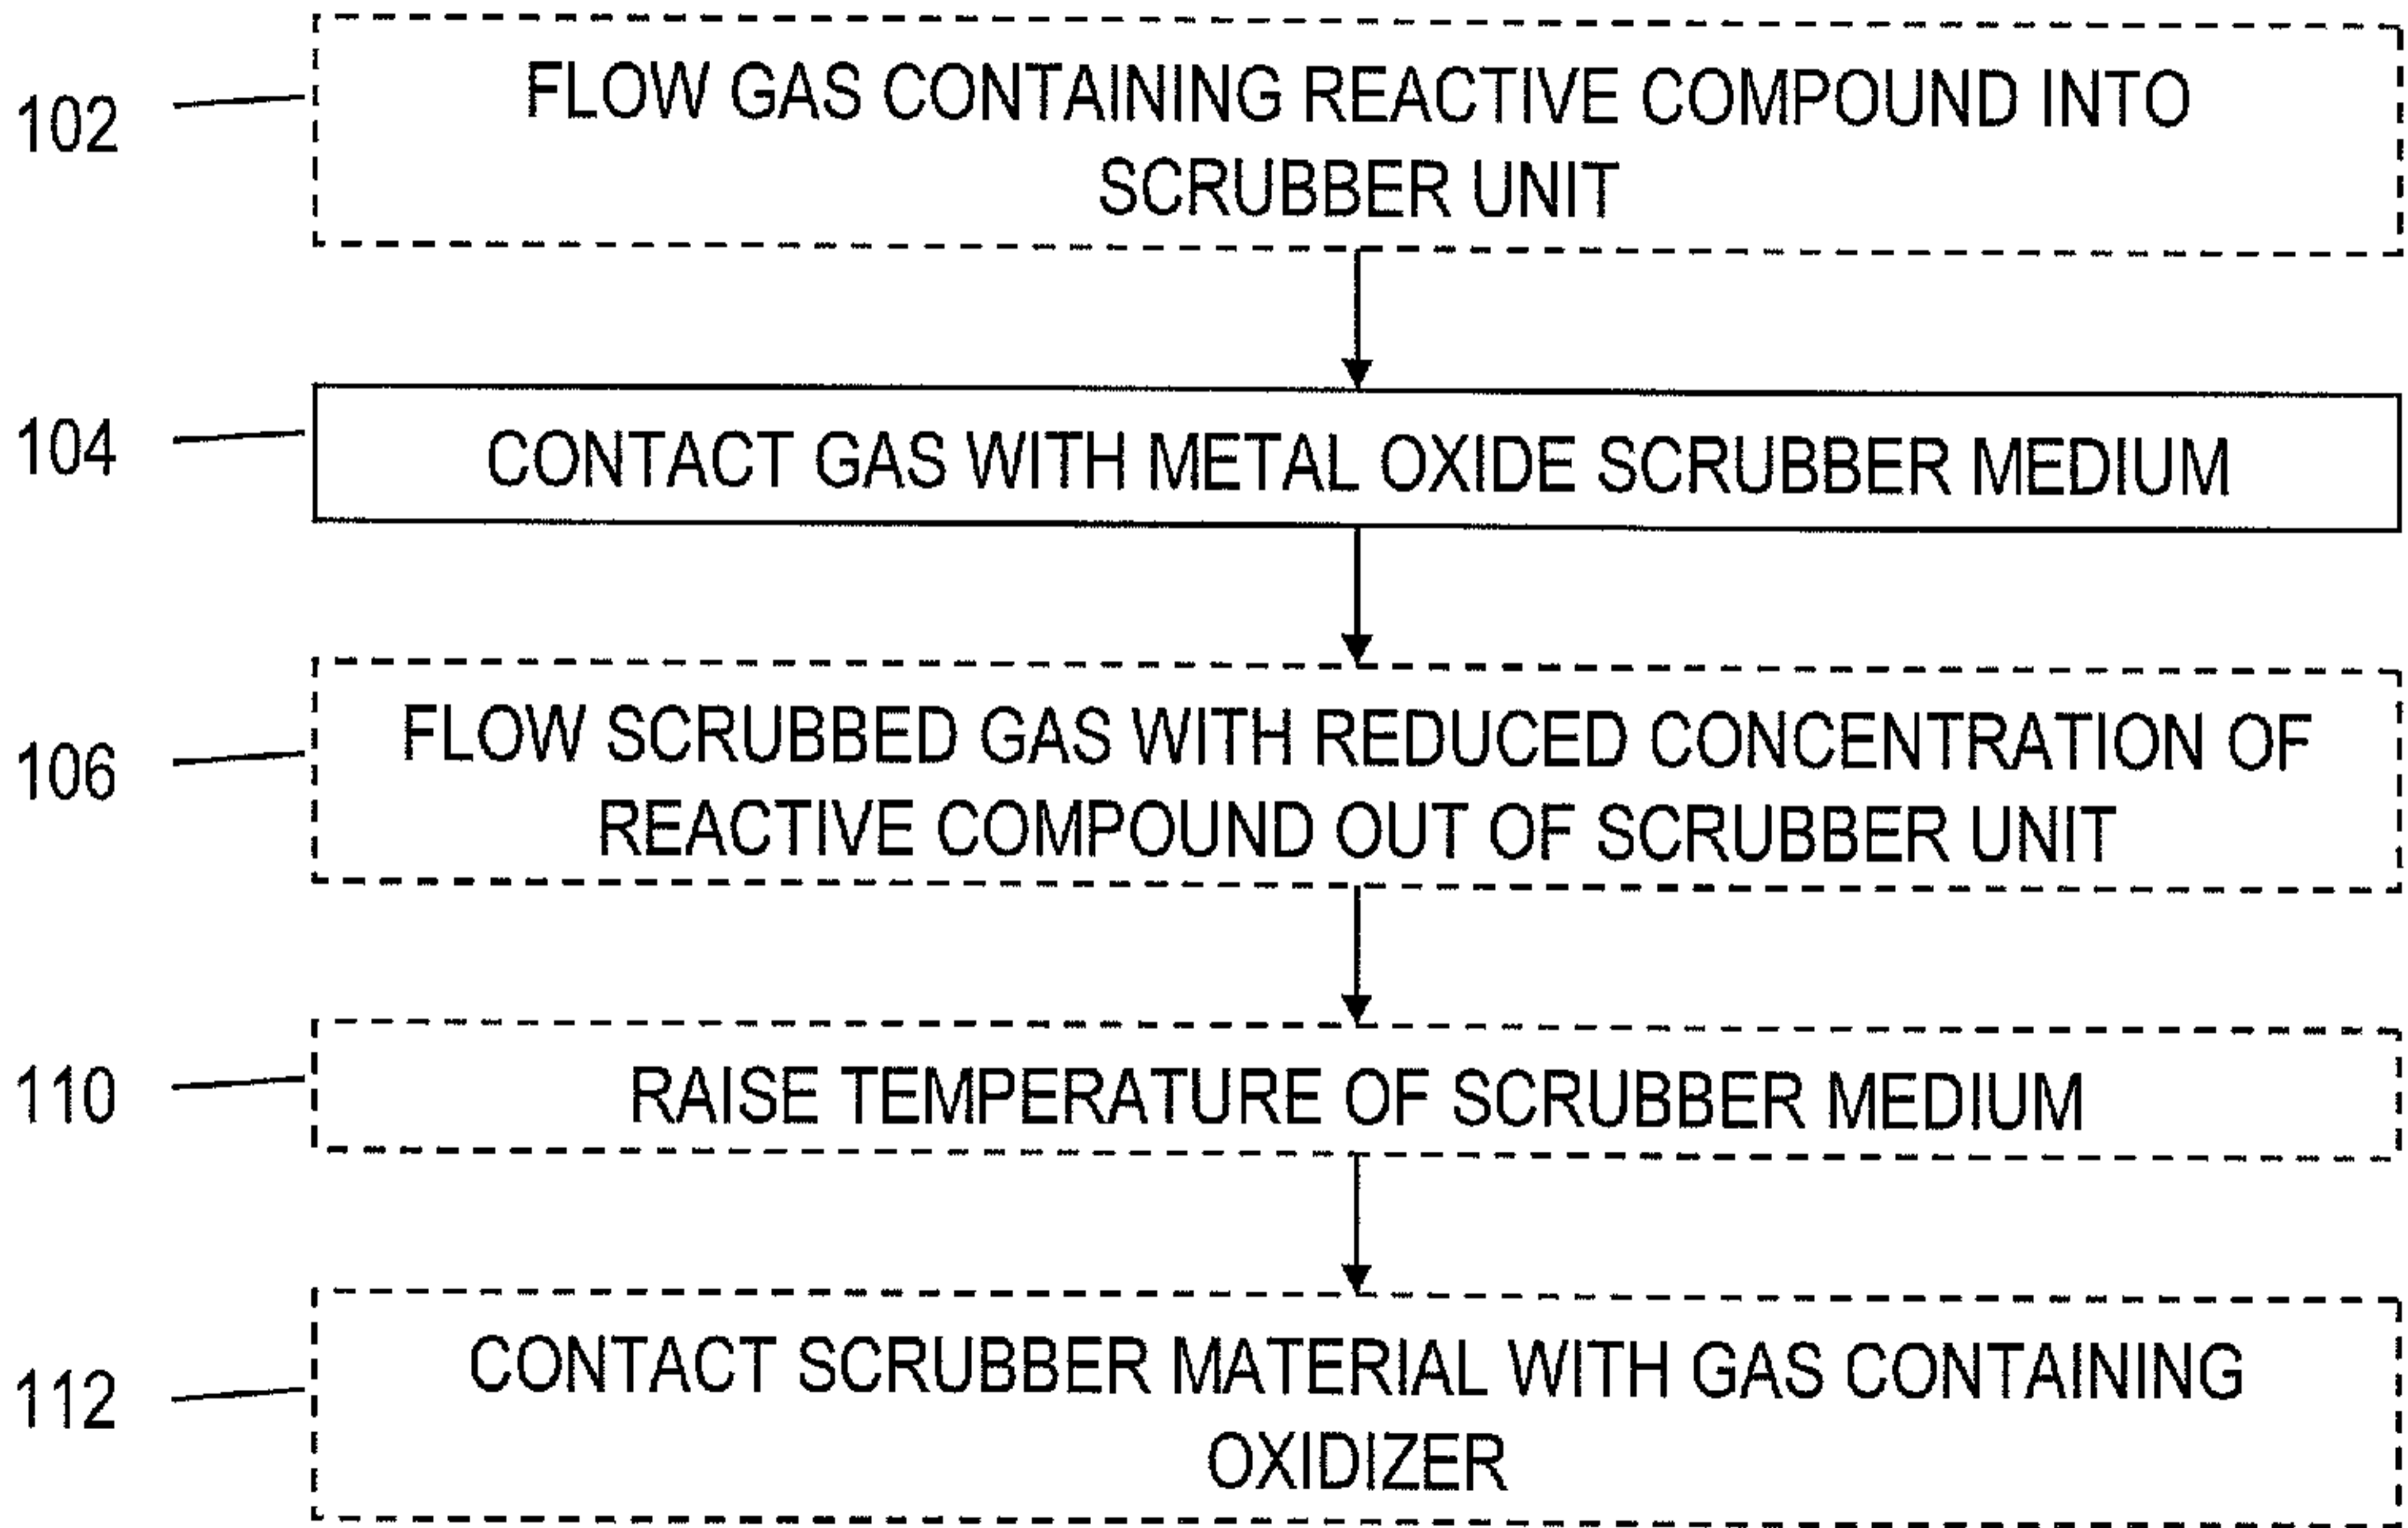 102
FLOW GAS CONTAINING REACTIVE COMPOUND INTO
SCRUBBER UNIT
104
CONTACT GAS WITH METAL OXIDE SCRUBBER MEDIUM
106
FLOW SCRUBBED GAS WITH REDUCED CONCENTRATION OF
REACTIVE COMPOUND OUT OF SCRUBBER UNIT
110
RAISE TEMPERATURE OF SCRUBBER MEDIUM
112
CONTACT SCRUBBER MATERIAL WITH GAS CONTAINING
OXIDIZER